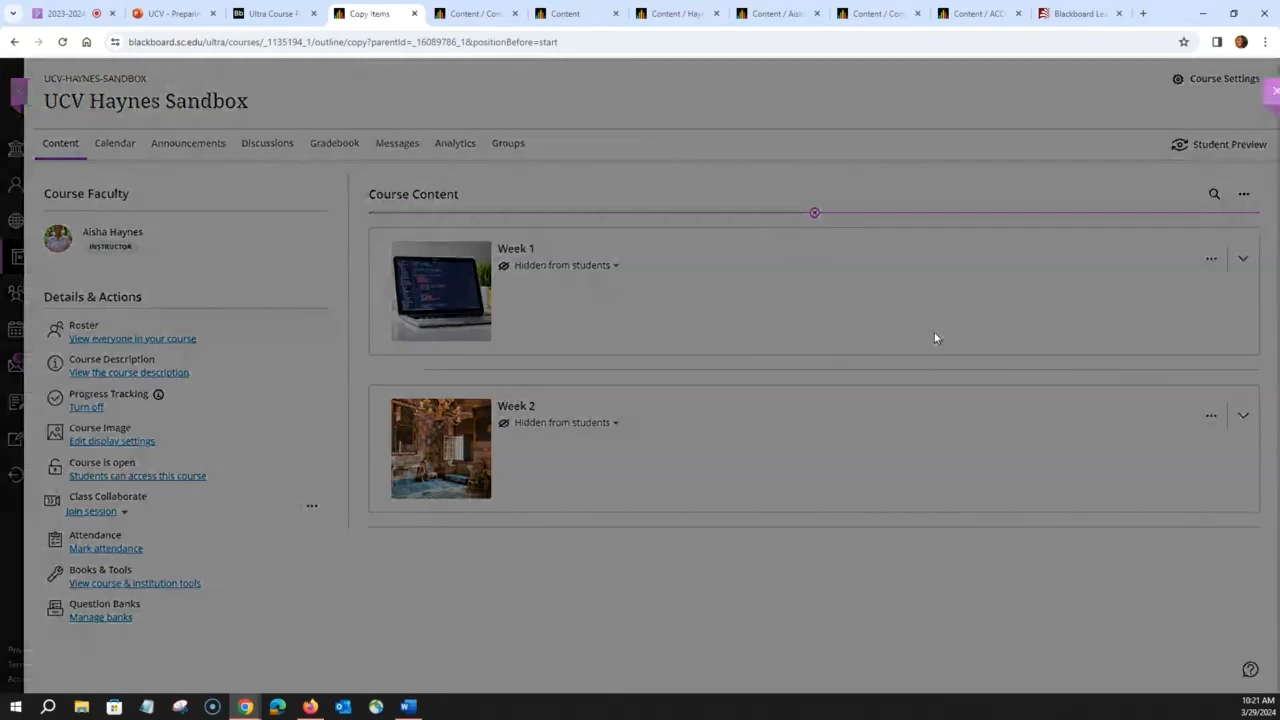 2023-2024
UCV - Preparin
Ultra Course P
Copy Items
Content / Con
Content
Content / Hay
Content / Aish
Content / Con
Content / ACC
Blackboard Lea
blackboard.sc.edu/ultra/courses/_1135194_1/outline/copy?parentId=_16089786_1&positionBefore=start
UCV-HAYNES-SANDBOX
Course Settings
UCV Haynes Sandbox
Content
Calendar
Announcements
Discussions
Gradebook
Messages
Analytics
Groups
Student Preview
Course Faculty
Aisha Haynes
INSTRUCTOR
Details & Actions
Roster
View everyone in your course
Course Description
View the course description
Progress Tracking
Turn off
Course Image
Edit display settings
Course is open
Students can access this course
Class Collaborate
Join session
Attendance
Mark attendance
Books & Tools
View course & institution tools
Question Banks
Manage banks
Course Content
Week 1
Hidden from students
Week 2
Hidden from students
Priv
Term
Acc
10:21 AM
3/29/2024